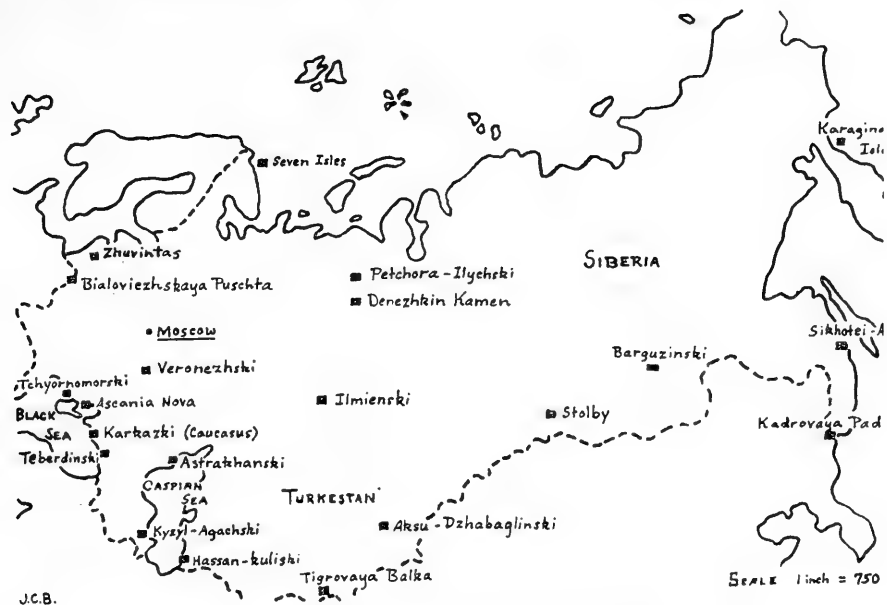 Karagino
Isl
Seven Isles
Zhuvintas
SIBERIA
Petchora-Ilychski
Bialoviezhskaya Puschta
Denezhkin Kamen
MOSCOW
Sikhotei-A
Barguzinski
Veronezhski
Tchyornomorski
Ascania Nova
Ilmienski
BLACK
SEA
Stolby
Karkazki (Caucasus)
Kadrovaya Pad
Teberdinski
Astrakhanski
CASPIAN
SEA
TURKESTAN
Aksu-Dzhabaglinski
Kyzyl-Agachski
Hassan-kuliski
Tigrovaya Balka
SCALE 1 inch = 750
J.C.B.